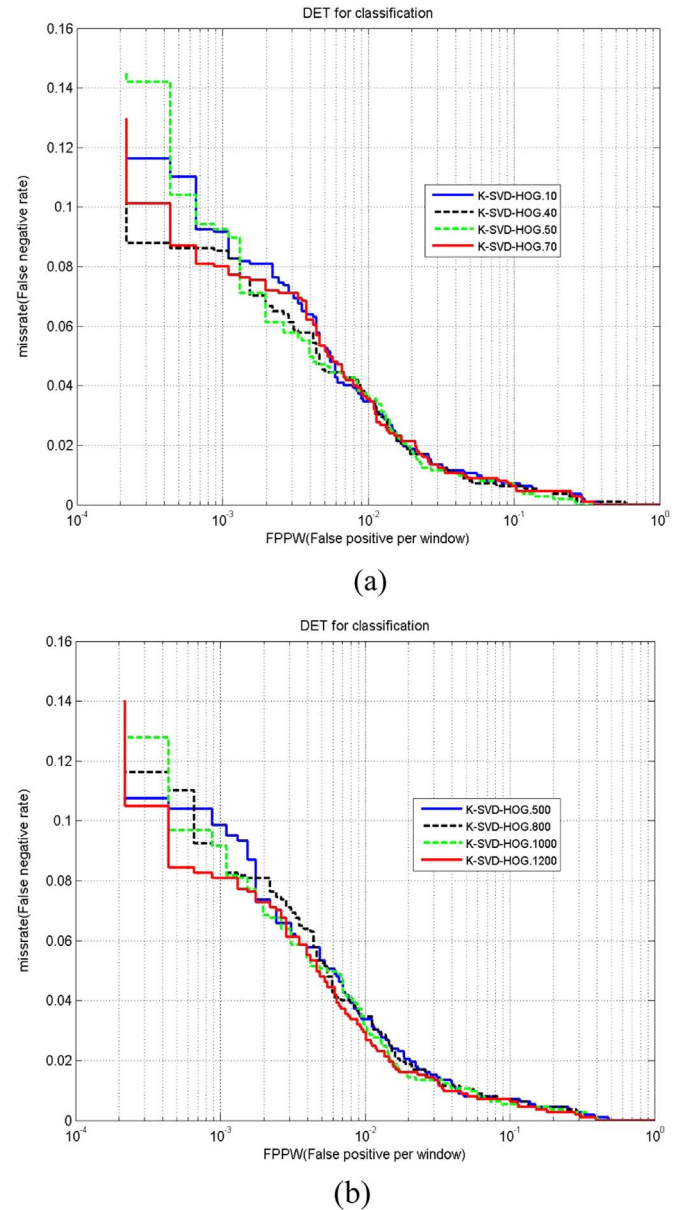 DET for classification
0.16
0.14
0.12
0.1
0.08
0.06
0.04
0.02
0
missrate(False negative rate)
K-SVD-HOG.10
K-SVD-HOG.40
K-SVD-HOG.50
K-SVD-HOG.70
10^-4
10^-3
10^-2
10^-1
10^0
FPPW(False positive per window)
(a)
DET for classification
0.16
0.14
0.12
0.1
0.08
0.06
0.04
0.02
0
missrate(False negative rate)
K-SVD-HOG.500
K-SVD-HOG.800
K-SVD-HOG.1000
K-SVD-HOG.1200
10^-4
10^-3
10^-2
10^-1
10^0
FPPW(False positive per window)
(b)